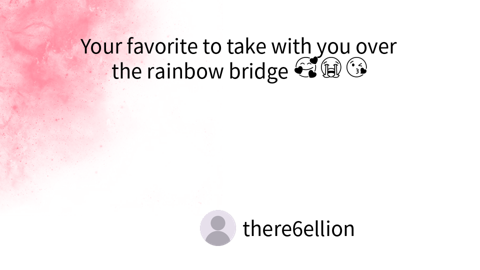 Your favorite to take with you over
the rainbow bridge 🥰😭😘
there6ellion